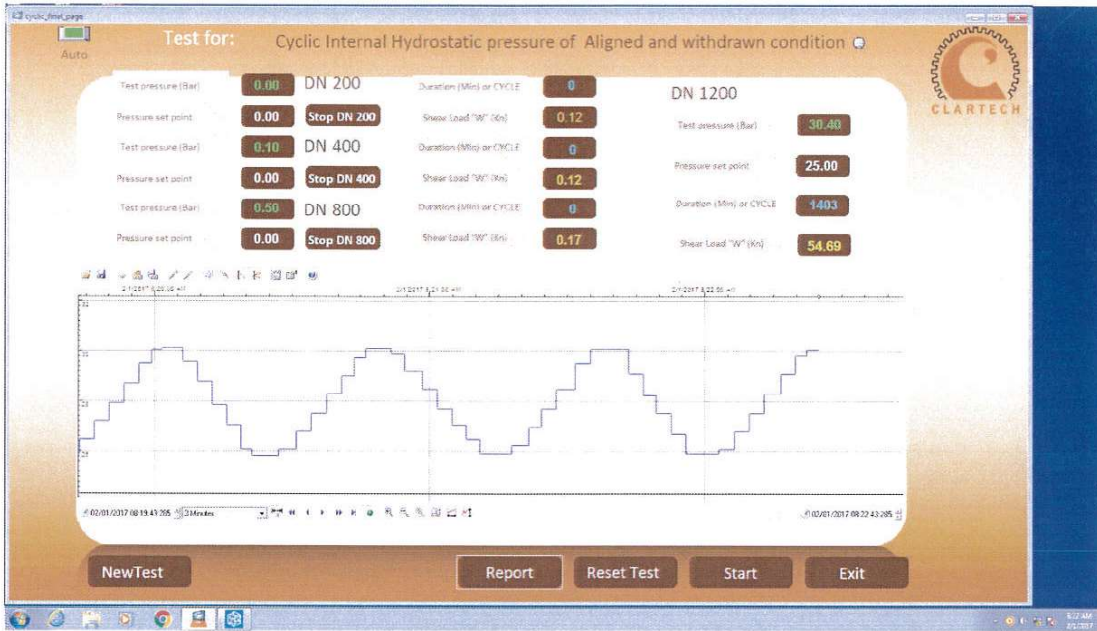 cyclic_final_page
Auto
Test for: Cyclic Internal Hydrostatic pressure of Aligned and withdrawn condition
CLARTECH
Test pressure (Bar) 0.00 DN 200 Duration (Min) or CYCLE 0
Pressure set point 0.00 Stop DN 200 Shear Load "W" (Kn) 0.12
Test pressure (Bar) 0.10 DN 400 Duration (Min) or CYCLE 0
Pressure set point 0.00 Stop DN 400 Shear Load "W" (Kn) 0.12
Test pressure (Bar) 0.50 DN 800 Duration (Min) or CYCLE 0
Pressure set point 0.00 Stop DN 800 Shear Load "W" (Kn) 0.17
DN 1200
Test pressure (Bar) 30.40
Pressure set point 25.00
Duration (Min) or CYCLE 1403
Shear Load "W" (Kn) 54.69
02/01/2017 08:19:43:285 3 Minutes 02/01/2017 08:22:43:285
NewTest Report Reset Test Start Exit
8:22 AM
2/1/2017